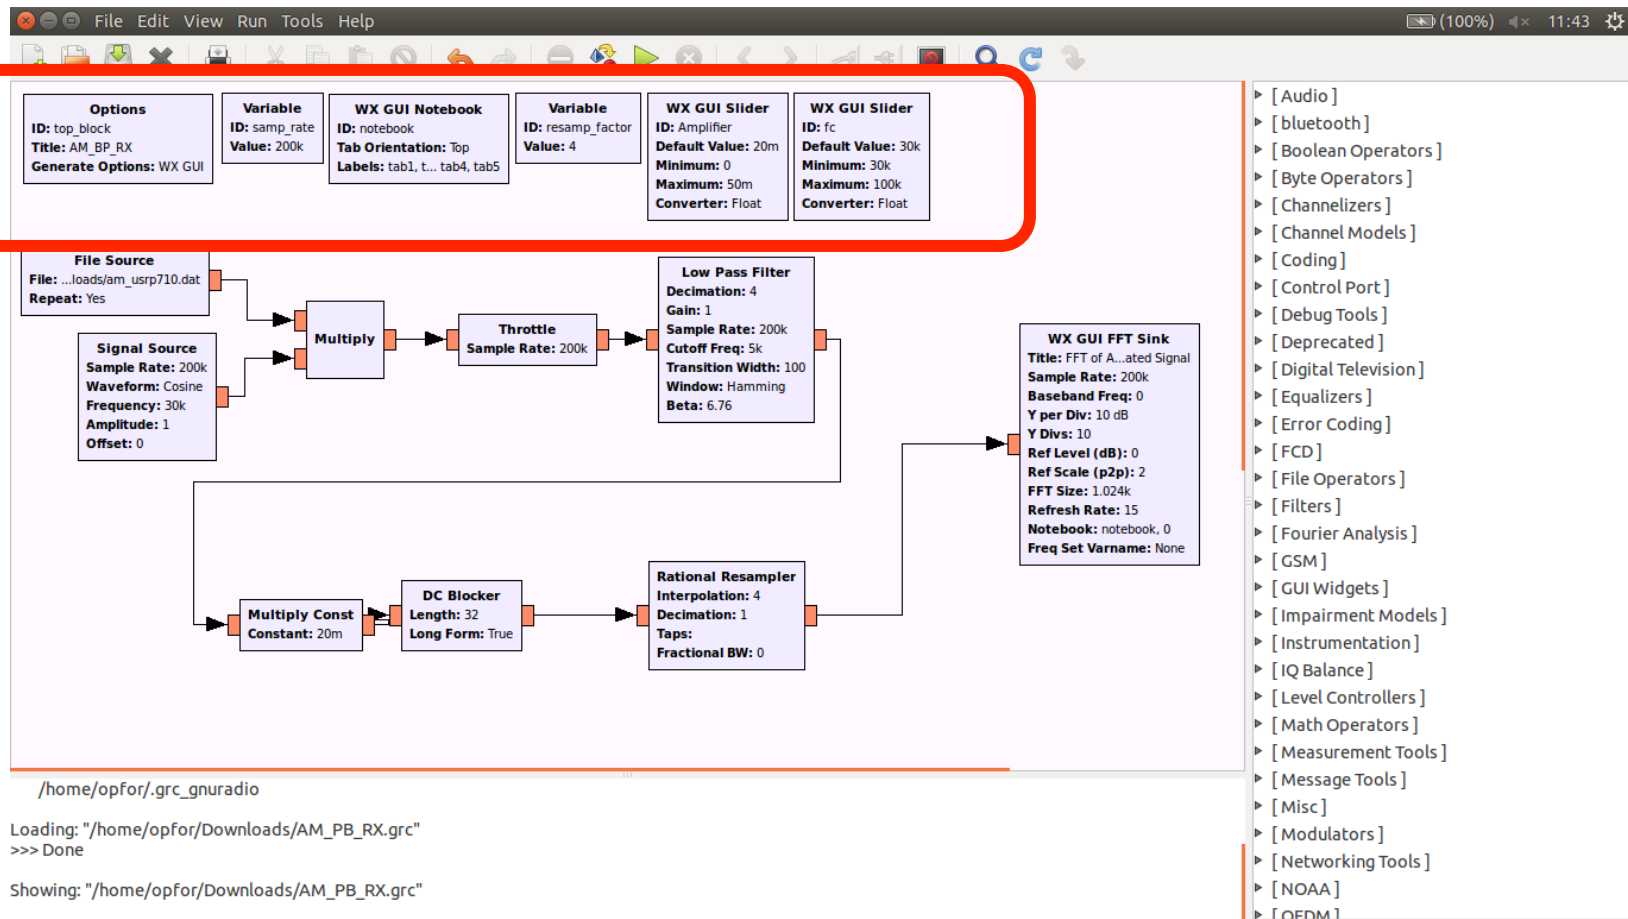 File Edit View Run Tools Help
(100%) 11:43
Options
ID: top_block
Title: AM_BP_RX
Generate Options: WX GUI
Variable
ID: samp_rate
Value: 200k
WX GUI Notebook
ID: notebook
Tab Orientation: Top
Labels: tab1, t... tab4, tab5
Variable
ID: resamp_factor
Value: 4
WX GUI Slider
ID: Amplifier
Default Value: 20m
Minimum: 0
Maximum: 50m
Converter: Float
WX GUI Slider
ID: fc
Default Value: 30k
Minimum: 30k
Maximum: 100k
Converter: Float
File Source
File: ...loads/am_usrp710.dat
Repeat: Yes
Signal Source
Sample Rate: 200k
Waveform: Cosine
Frequency: 30k
Amplitude: 1
Offset: 0
Multiply
Throttle
Sample Rate: 200k
Low Pass Filter
Decimation: 4
Gain: 1
Sample Rate: 200k
Cutoff Freq: 5k
Transition Width: 100
Window: Hamming
Beta: 6.76
WX GUI FFT Sink
Title: FFT of A...ated Signal
Sample Rate: 200k
Baseband Freq: 0
Y per Div: 10 dB
Y Divs: 10
Ref Level (dB): 0
Ref Scale (p2p): 2
FFT Size: 1.024k
Refresh Rate: 15
Notebook: notebook, 0
Freq Set Varname: None
Multiply Const
Constant: 20m
DC Blocker
Length: 32
Long Form: True
Rational Resampler
Interpolation: 4
Decimation: 1
Taps:
Fractional BW: 0
[ Audio ]
[ bluetooth ]
[ Boolean Operators ]
[ Byte Operators ]
[ Channelizers ]
[ Channel Models ]
[ Coding ]
[ Control Port ]
[ Debug Tools ]
[ Deprecated ]
[ Digital Television ]
[ Equalizers ]
[ Error Coding ]
[ FCD ]
[ File Operators ]
[ Filters ]
[ Fourier Analysis ]
[ GSM ]
[ GUI Widgets ]
[ Impairment Models ]
[ Instrumentation ]
[ IQ Balance ]
[ Level Controllers ]
[ Math Operators ]
[ Measurement Tools ]
[ Message Tools ]
[ Misc ]
[ Modulators ]
[ Networking Tools ]
[ NOAA ]
[ OFDM ]
/home/opfor/.grc_gnuradio
Loading: "/home/opfor/Downloads/AM_PB_RX.grc"
>>> Done
Showing: "/home/opfor/Downloads/AM_PB_RX.grc"